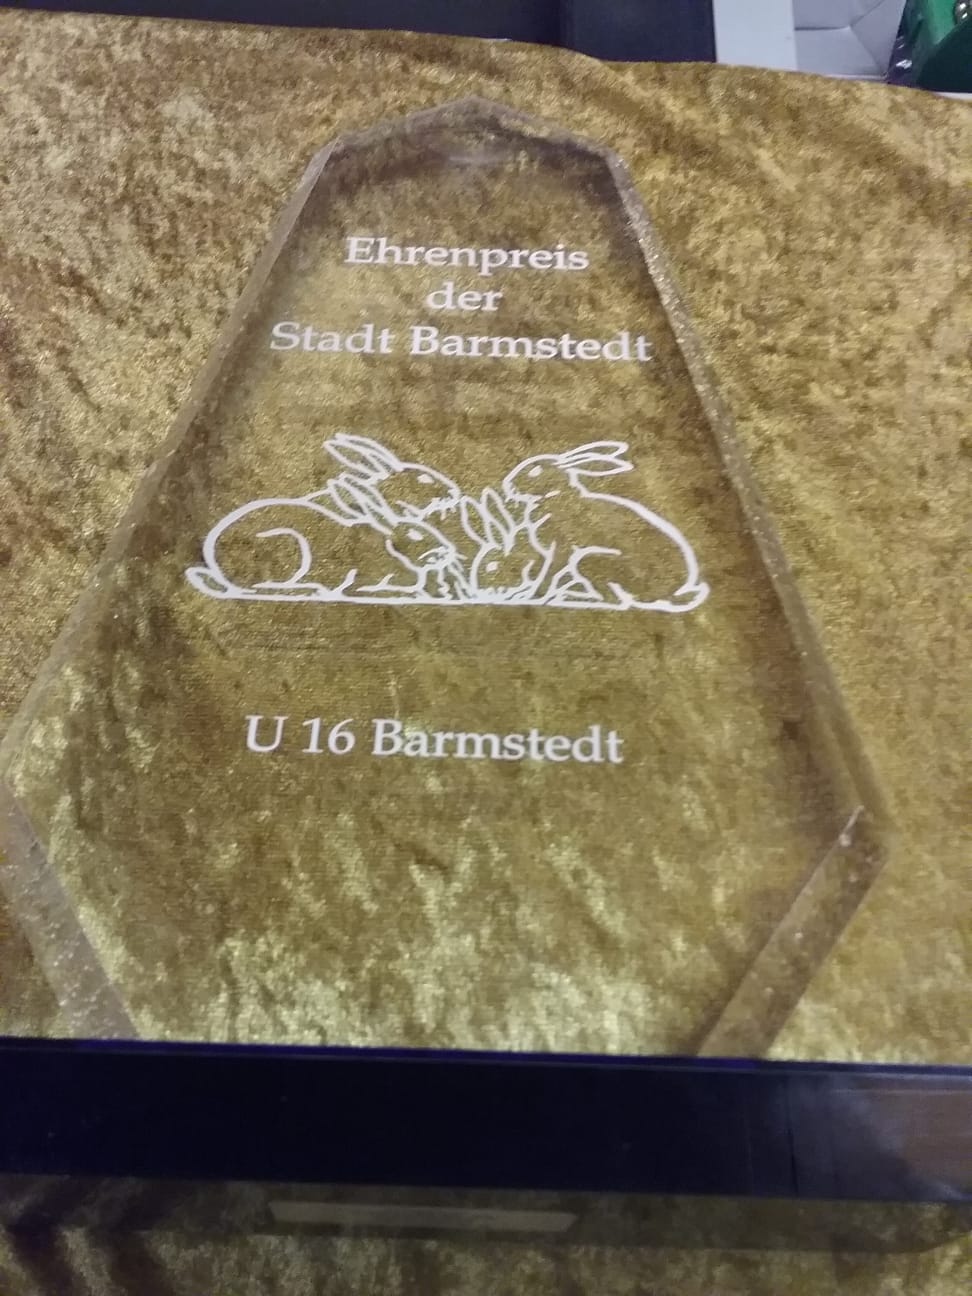 Ehrenpreis
der
Stadt Barmstedt
U 16 Barmstedt